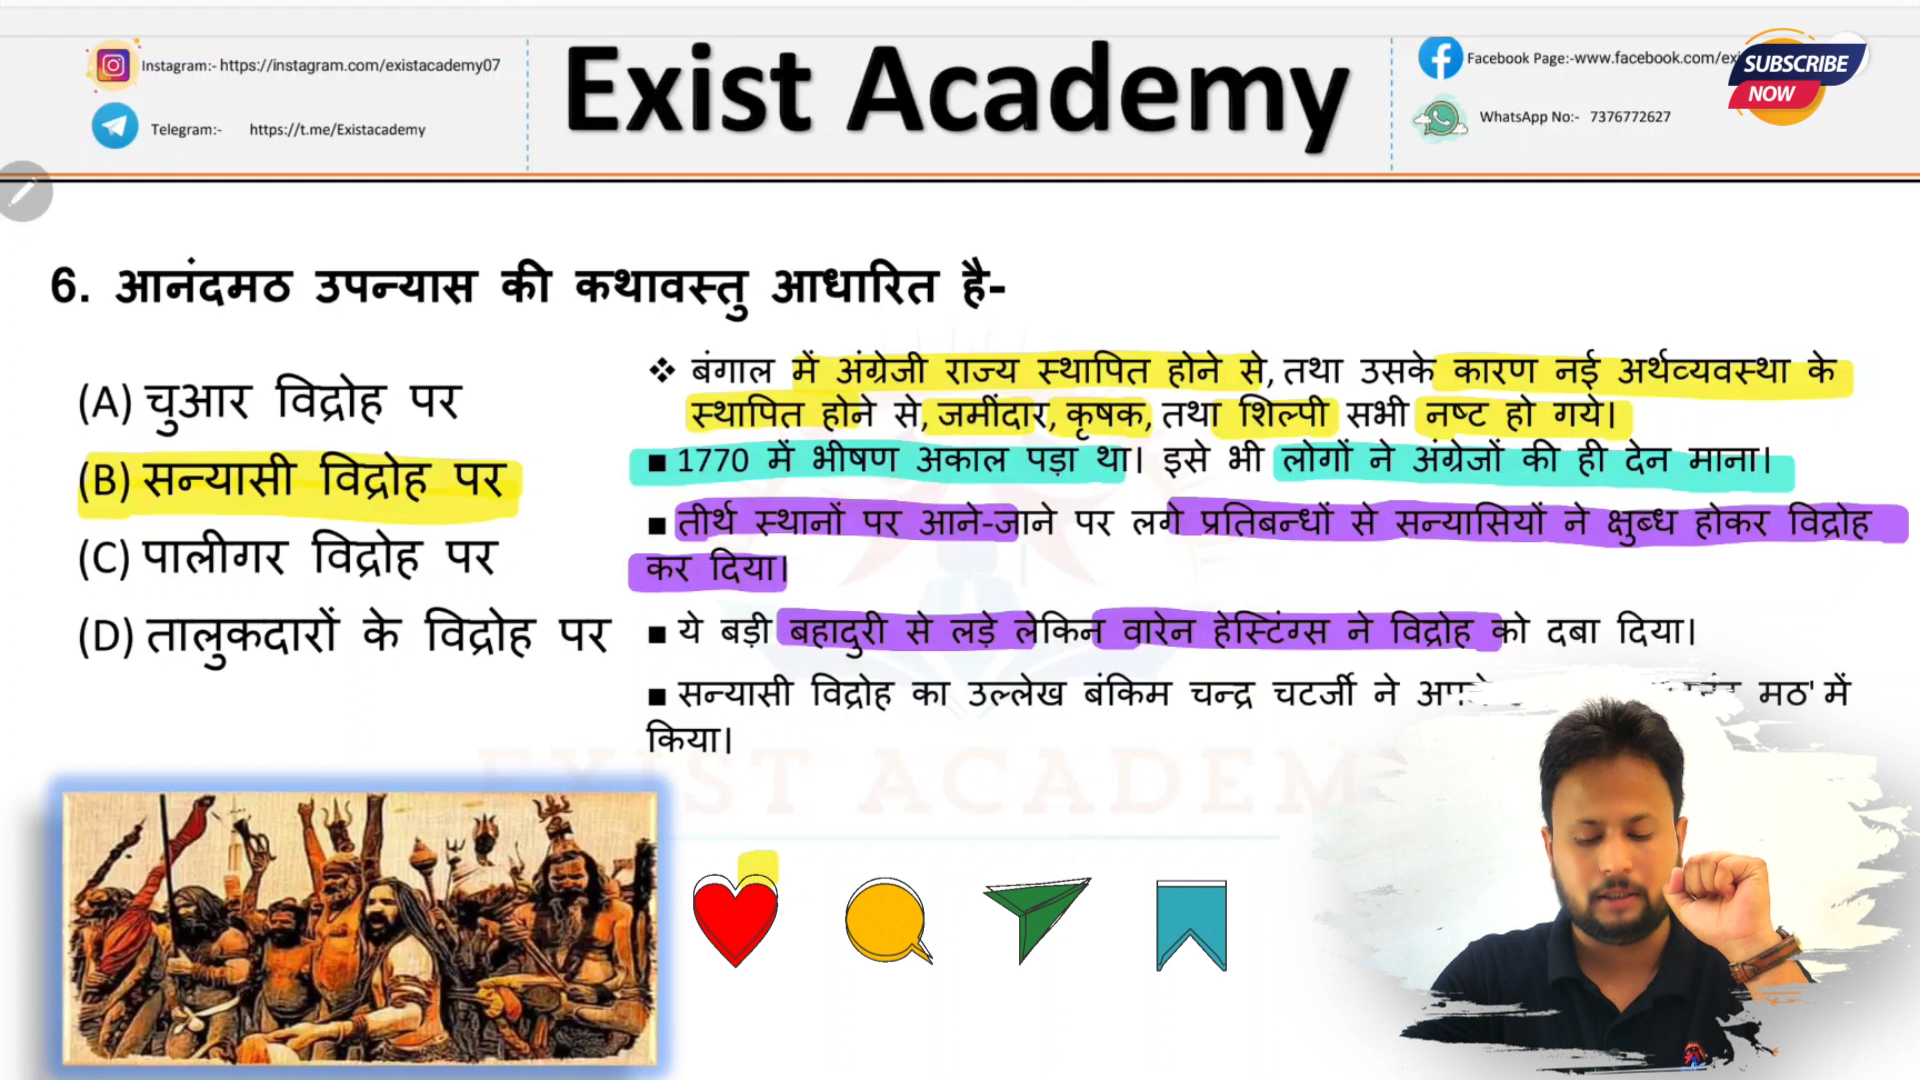 Instagram:- https://instagram.com/existacademy07
Telegram:- https://t.me/Existacademy
Exist Academy
Facebook Page:-www.facebook.com/ex
WhatsApp No:- 7376772627
SUBSCRIBE
NOW
6. आनंदमठ उपन्यास की कथावस्तु आधारित है-
(A) चुआर विद्रोह पर
(B) सन्यासी विद्रोह पर
(C) पालीगर विद्रोह पर
(D) तालुकदारों के विद्रोह पर
❖ बंगाल में अंग्रेजी राज्य स्थापित होने से, तथा उसके कारण नई अर्थव्यवस्था के
स्थापित होने से, जमींदार, कृषक, तथा शिल्पी सभी नष्ट हो गये।
■ 1770 में भीषण अकाल पड़ा था। इसे भी लोगों ने अंग्रेजों की ही देन माना।
■ तीर्थ स्थानों पर आने-जाने पर लगे प्रतिबन्धों से सन्यासियों ने क्षुब्ध होकर विद्रोह
कर दिया।
■ ये बड़ी बहादुरी से लड़े लेकिन वारेन हेस्टिंग्स ने विद्रोह को दबा दिया।
■ सन्यासी विद्रोह का उल्लेख बंकिम चन्द्र चटर्जी ने मठ' में
किया।
EXIST ACADEM